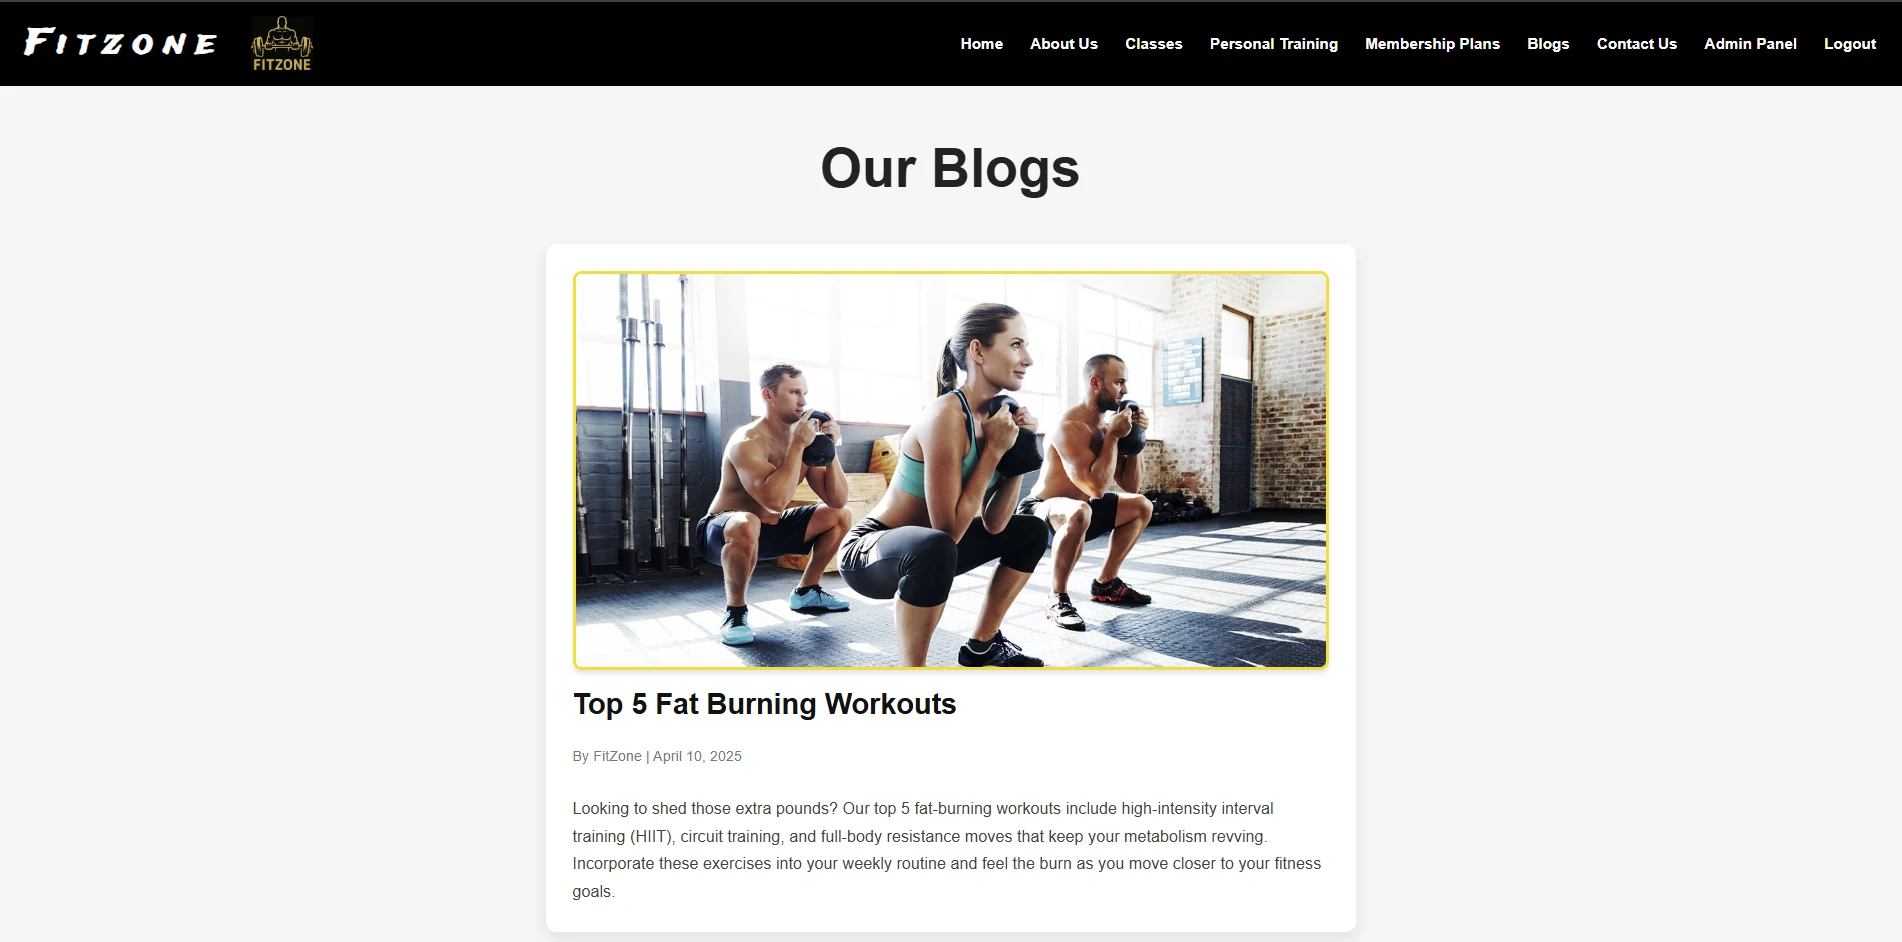 FITZONE
FITZONE
Home About Us Classes Personal Training Membership Plans Blogs Contact Us Admin Panel Logout
Our Blogs
Top 5 Fat Burning Workouts
By FitZone | April 10, 2025
Looking to shed those extra pounds? Our top 5 fat-burning workouts include high-intensity interval
training (HIIT), circuit training, and full-body resistance moves that keep your metabolism revving.
Incorporate these exercises into your weekly routine and feel the burn as you move closer to your fitness
goals.